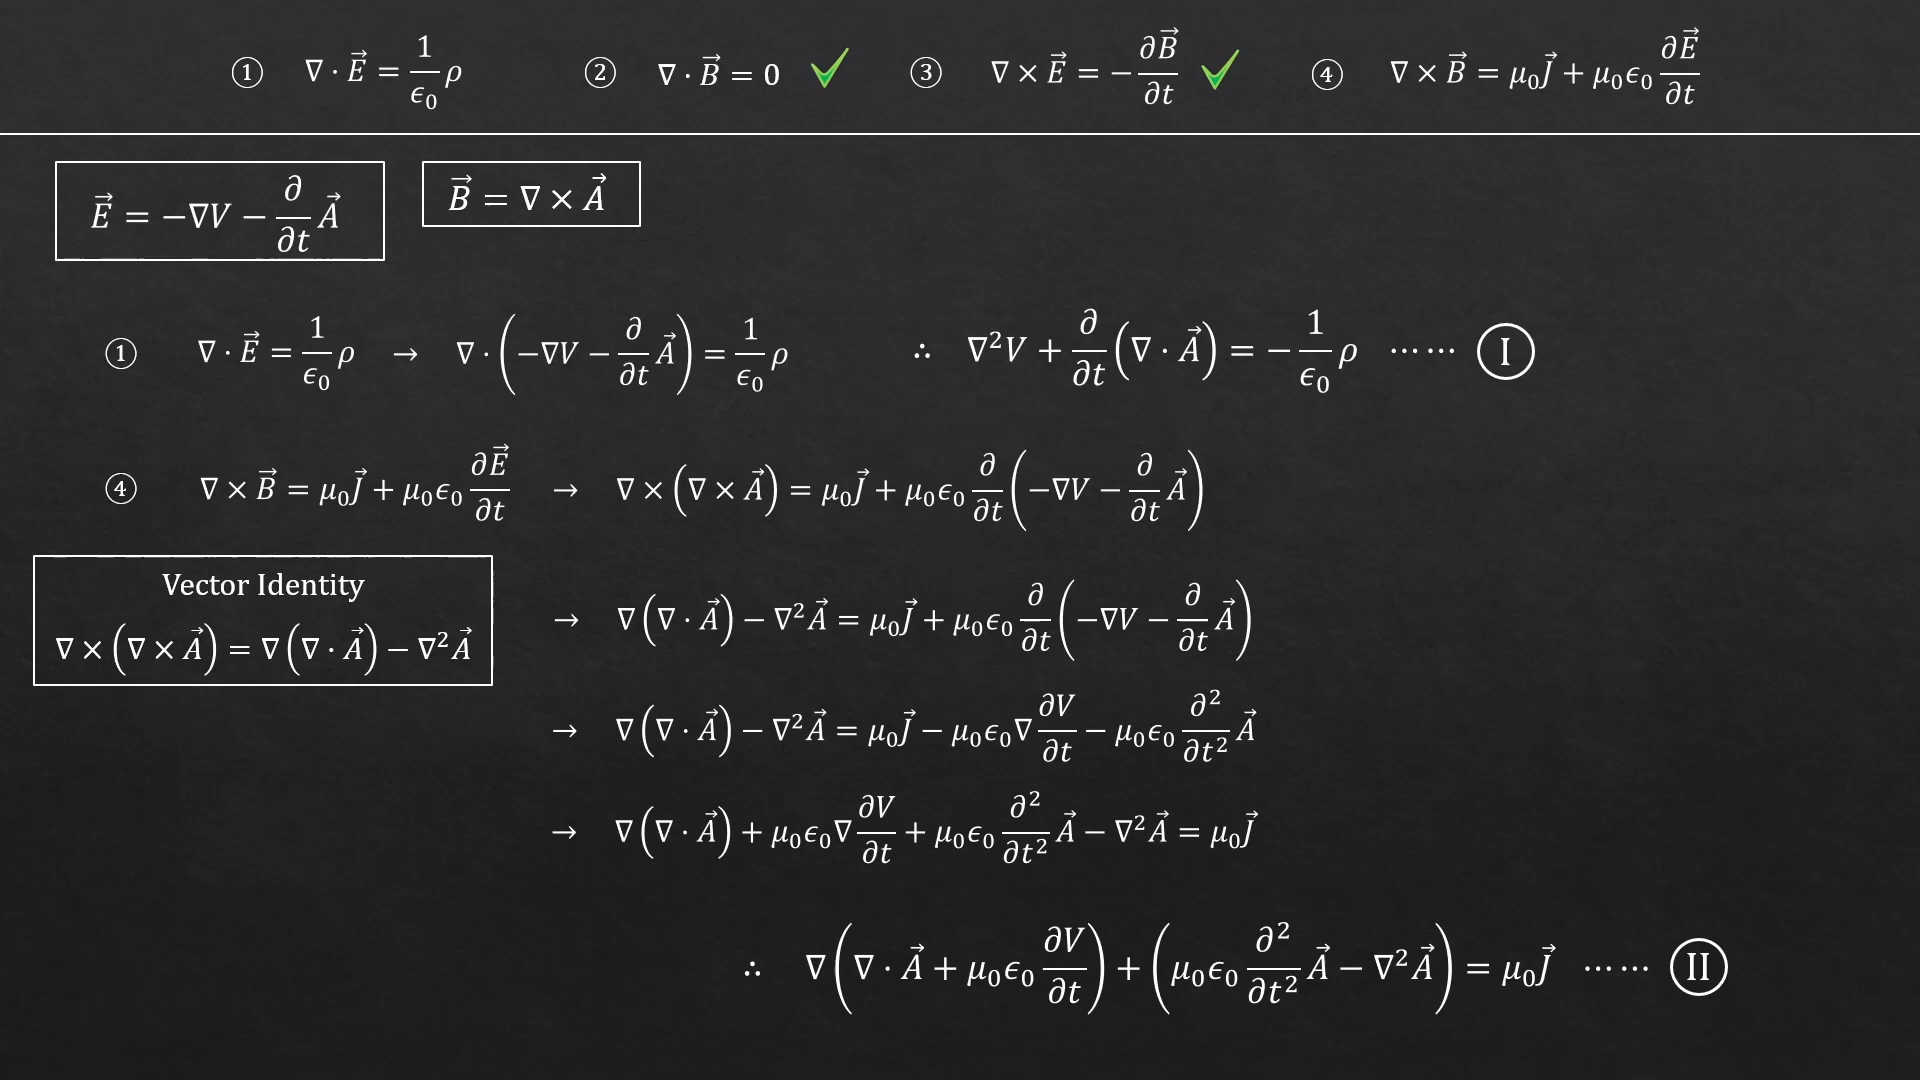 ① ∇ · E⃗ = 1/ϵ₀ ρ ② ∇ · B⃗ = 0 ③ ∇ × E⃗ = − ∂B⃗/∂t ④ ∇ × B⃗ = μ₀J⃗ + μ₀ϵ₀ ∂E⃗/∂t
E⃗ = −∇V − ∂/∂t A⃗ B⃗ = ∇ × A⃗
① ∇ · E⃗ = 1/ϵ₀ ρ → ∇ · (−∇V − ∂/∂t A⃗) = 1/ϵ₀ ρ ∴ ∇²V + ∂/∂t (∇ · A⃗) = − 1/ϵ₀ ρ ⋯⋯ Ⅰ
④ ∇ × B⃗ = μ₀J⃗ + μ₀ϵ₀ ∂E⃗/∂t → ∇ × (∇ × A⃗) = μ₀J⃗ + μ₀ϵ₀ ∂/∂t (−∇V − ∂/∂t A⃗)
Vector Identity
∇ × (∇ × A⃗) = ∇(∇ · A⃗) − ∇²A⃗
→ ∇(∇ · A⃗) − ∇²A⃗ = μ₀J⃗ + μ₀ϵ₀ ∂/∂t (−∇V − ∂/∂t A⃗)
→ ∇(∇ · A⃗) − ∇²A⃗ = μ₀J⃗ − μ₀ϵ₀∇ ∂V/∂t − μ₀ϵ₀ ∂²/∂t² A⃗
→ ∇(∇ · A⃗) + μ₀ϵ₀∇ ∂V/∂t + μ₀ϵ₀ ∂²/∂t² A⃗ − ∇²A⃗ = μ₀J⃗
∴ ∇(∇ · A⃗ + μ₀ϵ₀ ∂V/∂t) + (μ₀ϵ₀ ∂²/∂t² A⃗ − ∇²A⃗) = μ₀J⃗ ⋯⋯ Ⅱ